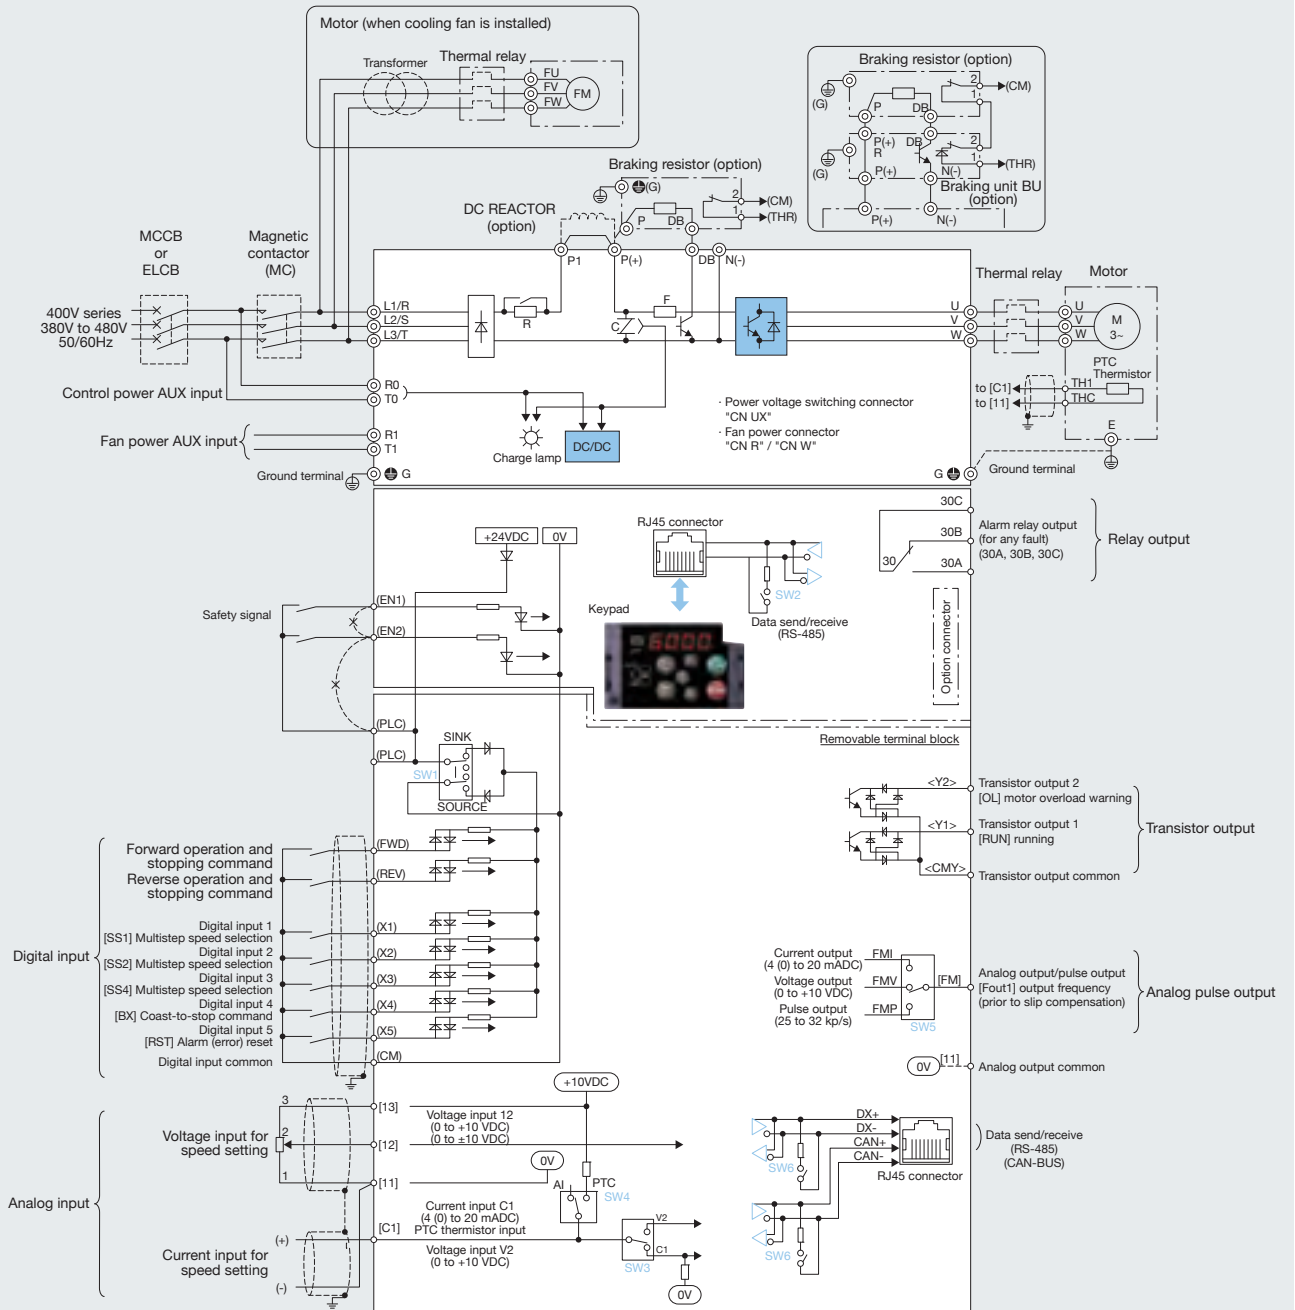 Motor (when cooling fan is installed)
Transformer
Thermal relay
FU
FV
FW
FM
Braking resistor (option)
(G)
P
DB
2
1
(CM)
P(+)
R
DB
2
1
(THR)
(G)
P(+)
N(-)
Braking unit BU
(option)
P(+)
N(-)
Braking resistor (option)
(G)
2
1
(CM)
(THR)
P
DB
DC REACTOR
(option)
P1
P(+)
DB
N(-)
MCCB
or
ELCB
Magnetic
contactor
(MC)
400V series
380V to 480V
50/60Hz
L1/R
L2/S
L3/T
R
C
F
U
V
W
Thermal relay
Motor
U
V
W
M
3~
PTC
Thermistor
to [C1]
to [11]
TH1
THC
E
Control power AUX input
R0
T0
Fan power AUX input
R1
T1
Ground terminal
G
Charge lamp
DC/DC
· Power voltage switching connector
"CN UX"
· Fan power connector
"CN R" / "CN W"
G
Ground terminal
+24VDC
0V
RJ45 connector
SW2
Data send/receive
(RS-485)
Keypad
6000
30C
30B
30
30A
Alarm relay output
(for any fault)
(30A, 30B, 30C)
Relay output
Option connector
Safety signal
(EN1)
(EN2)
(PLC)
(PLC)
SINK
SW1
SOURCE
Removable terminal block
<Y2>
Transistor output 2
[OL] motor overload warning
<Y1>
Transistor output 1
[RUN] running
<CMY>
Transistor output common
Transistor output
Digital input
Forward operation and
stopping command
(FWD)
Reverse operation and
stopping command
(REV)
Digital input 1
[SS1] Multistep speed selection
(X1)
Digital input 2
[SS2] Multistep speed selection
(X2)
Digital input 3
[SS4] Multistep speed selection
(X3)
Digital input 4
[BX] Coast-to-stop command
(X4)
Digital input 5
[RST] Alarm (error) reset
(X5)
Digital input common
(CM)
Current output
(4 (0) to 20 mADC)
FMI
Voltage output
(0 to +10 VDC)
FMV
Pulse output
(25 to 32 kp/s)
FMP
SW5
[FM]
Analog output/pulse output
[Fout1] output frequency
(prior to slip compensation)
Analog pulse output
0V
[11]
Analog output common
Analog input
Voltage input for
speed setting
3
2
1
[13]
[12]
[11]
+10VDC
Voltage input 12
(0 to +10 VDC)
(0 to ±10 VDC)
0V
AI
PTC
SW4
Current input for
speed setting
(+)
(-)
[C1]
Current input C1
(4 (0) to 20 mADC)
PTC thermistor input
Voltage input V2
(0 to +10 VDC)
V2
C1
SW3
0V
DX+
DX-
CAN+
CAN-
SW6
SW6
RJ45 connector
Data send/receive
(RS-485)
(CAN-BUS)